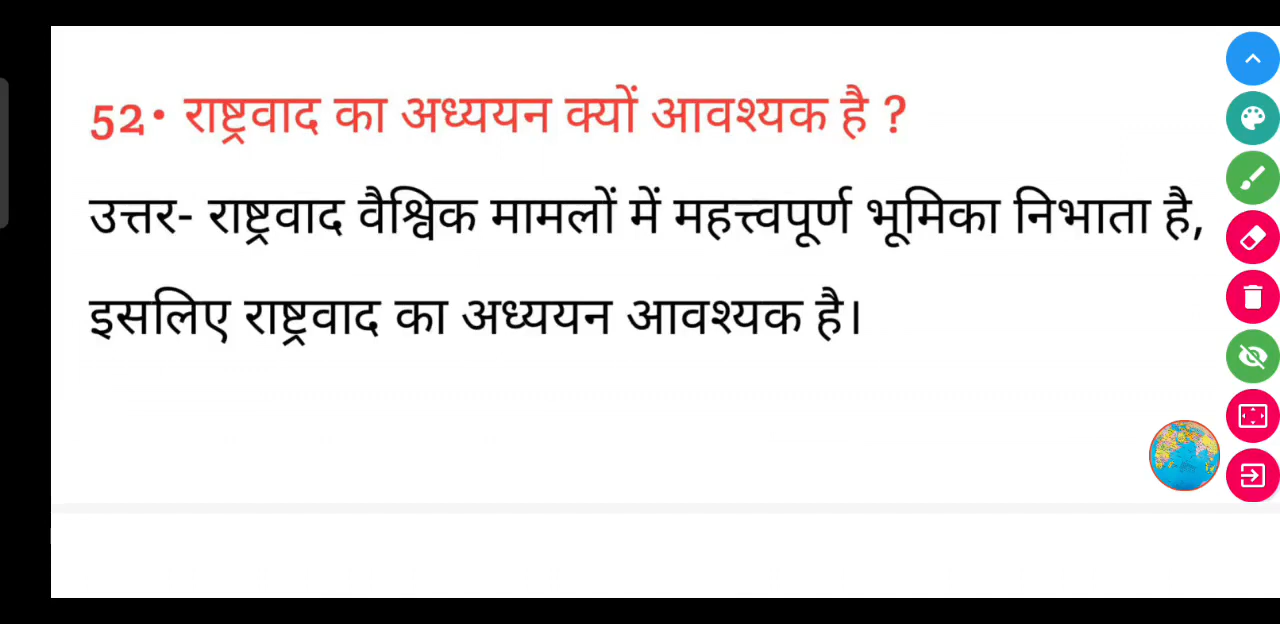 52• राष्ट्रवाद का अध्ययन क्यों आवश्यक है ?
उत्तर- राष्ट्रवाद वैश्विक मामलों में महत्त्वपूर्ण भूमिका निभाता है,
इसलिए राष्ट्रवाद का अध्ययन आवश्यक है।